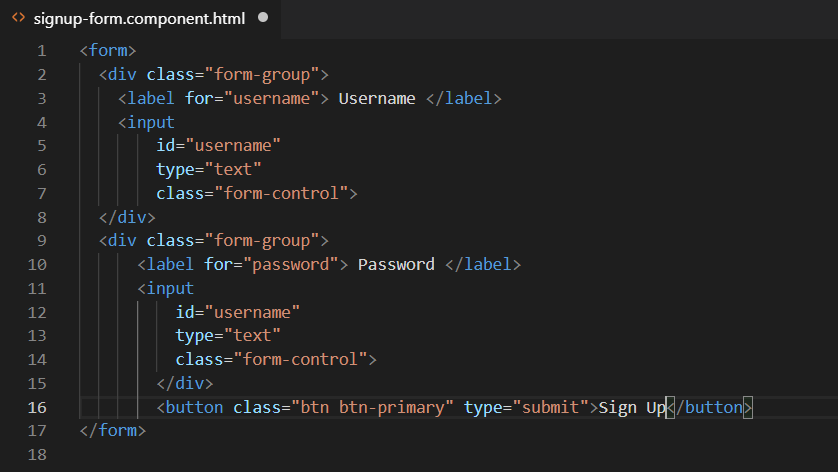 <> signup-form.component.html ●
1 <form>
2 <div class="form-group">
3 <label for="username"> Username </label>
4 <input
5 id="username"
6 type="text"
7 class="form-control">
8 </div>
9 <div class="form-group">
10 <label for="password"> Password </label>
11 <input
12 id="username"
13 type="text"
14 class="form-control">
15 </div>
16 <button class="btn btn-primary" type="submit">Sign Up</button>
17 </form>
18